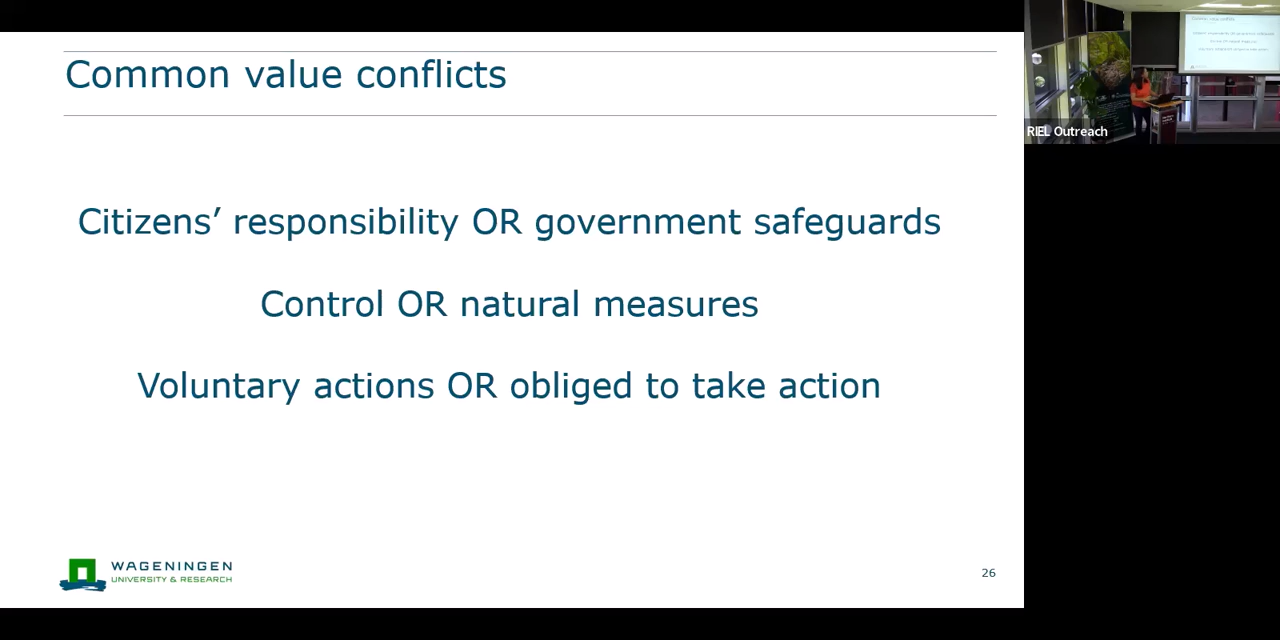 Common value conflicts
Citizens’ responsibility OR government safeguards
Control OR natural measures
Voluntary actions OR obliged to take action
WAGENINGEN
UNIVERSITY & RESEARCH
26
RIEL Outreach